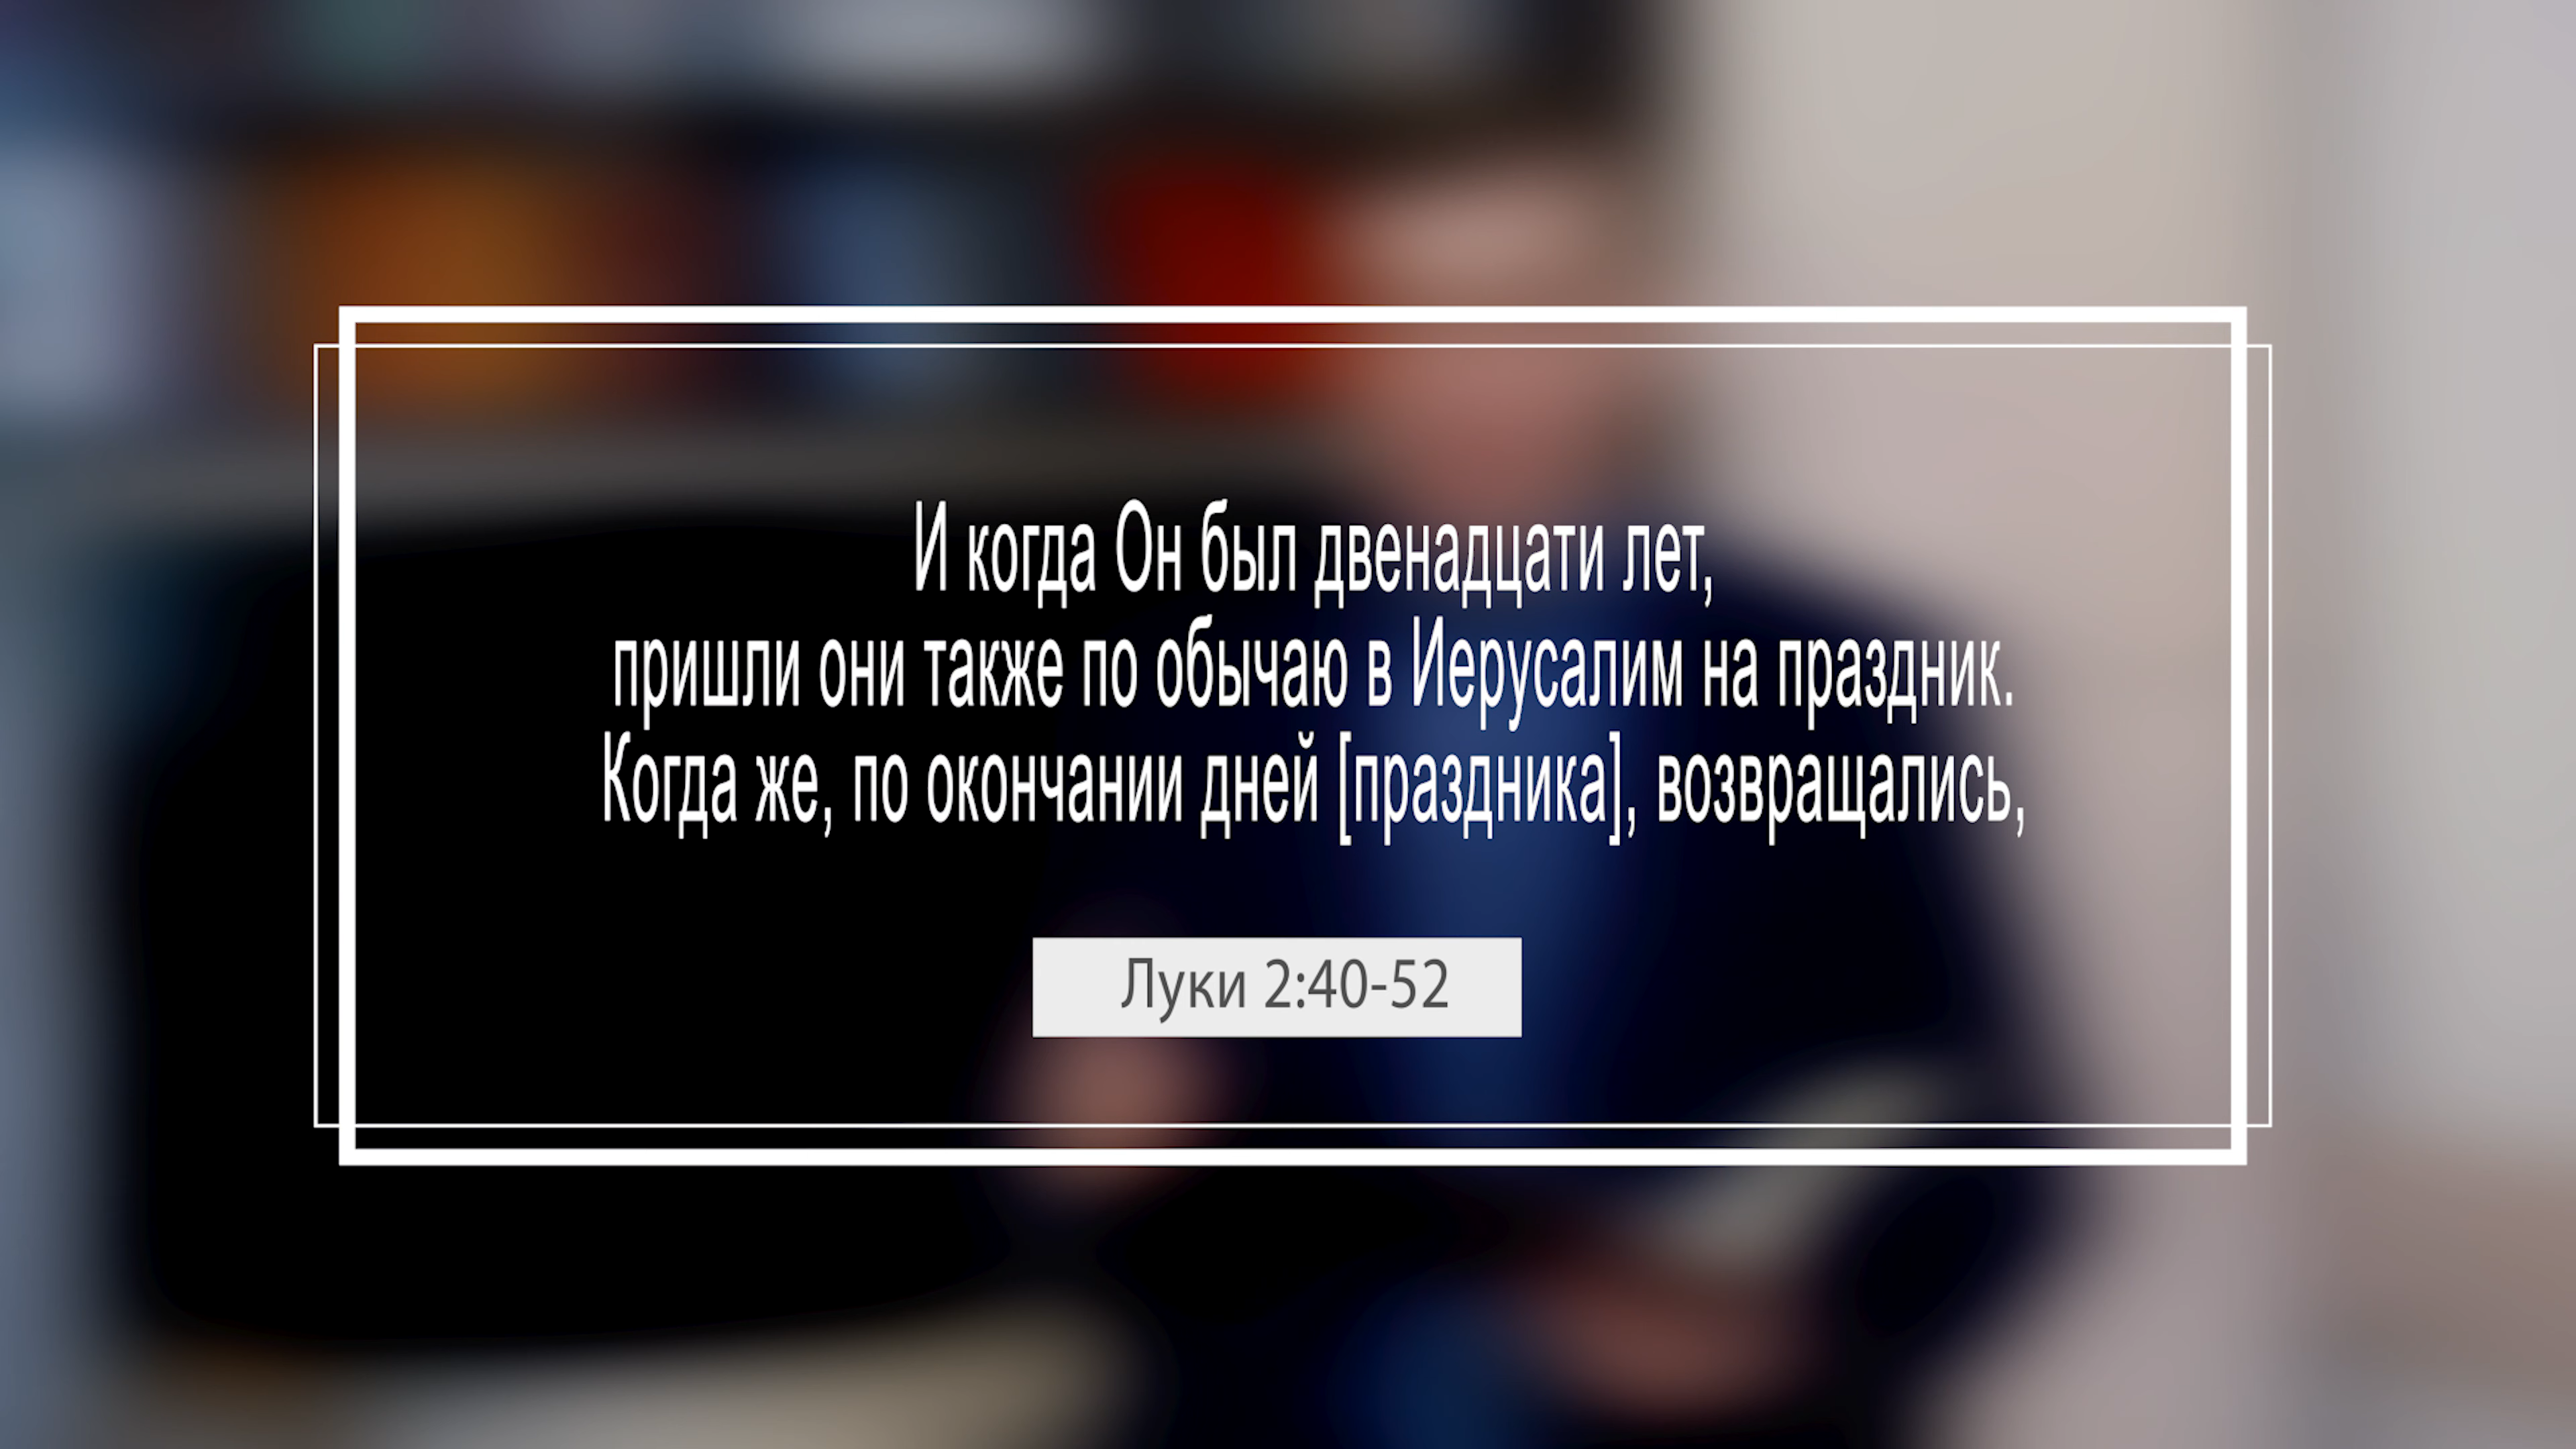 И когда Он был двенадцати лет,
пришли они также по обычаю в Иерусалим на праздник.
Когда же, по окончании дней [праздника], возвращались,
Луки 2:40-52